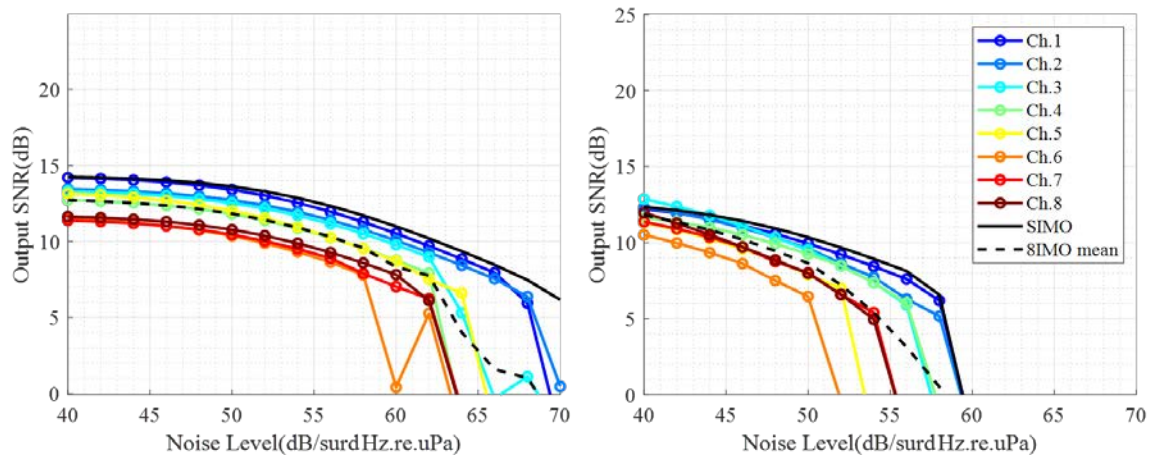 20
15
10
5
0
40
45
50
55
60
65
70
Output SNR(dB)
Noise Level(dB/surdHz.re.uPa)
25
20
15
10
5
0
40
45
50
55
60
65
70
Output SNR(dB)
Noise Level(dB/surdHz.re.uPa)
Ch.1
Ch.2
Ch.3
Ch.4
Ch.5
Ch.6
Ch.7
Ch.8
SIMO
8IMO mean